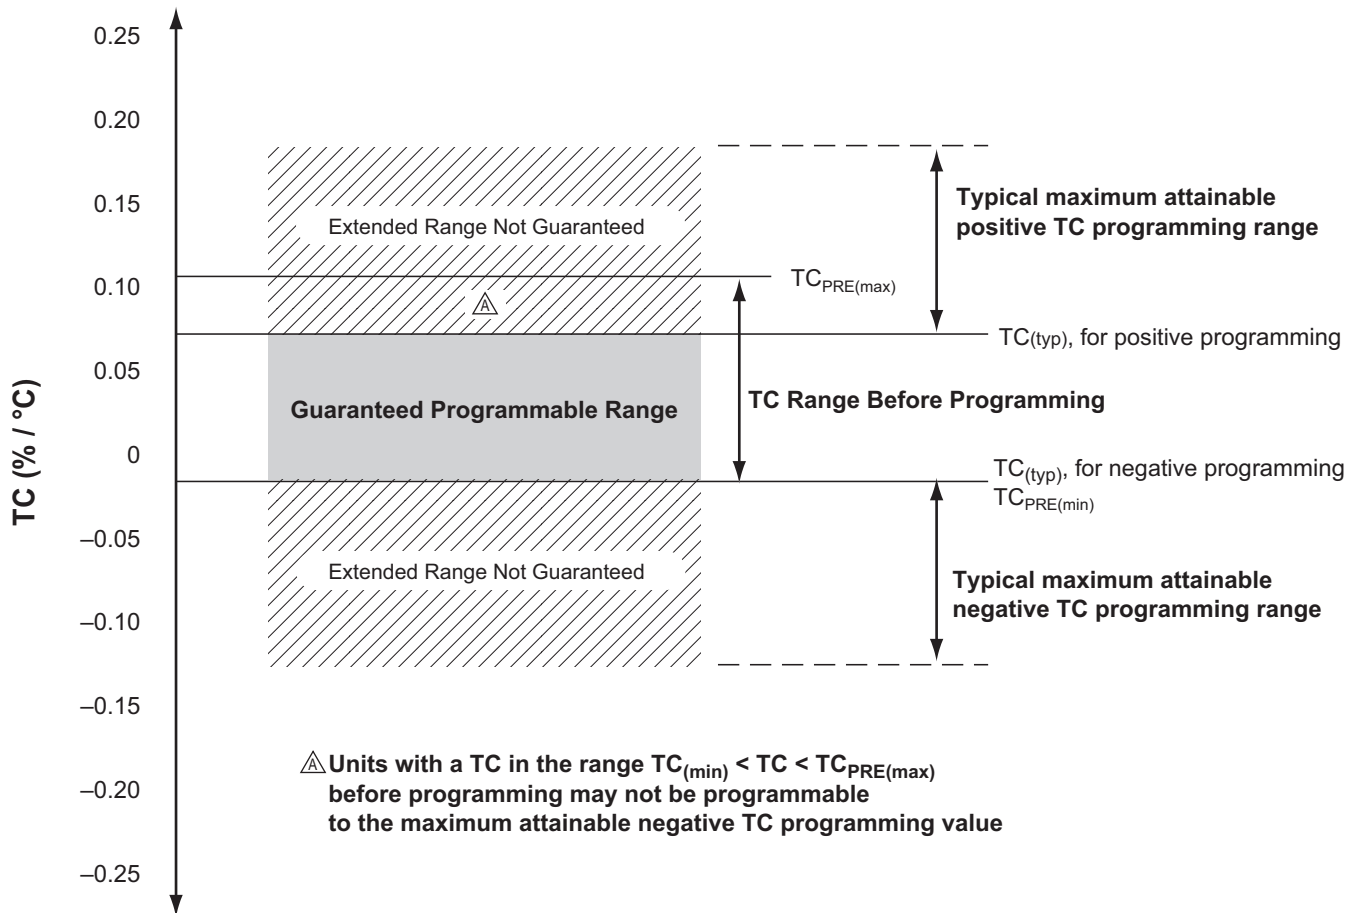 0.25
0.20
0.15
0.10
0.05
0
–0.05
–0.10
–0.15
–0.20
–0.25
TC (% / °C)
Extended Range Not Guaranteed
A
Guaranteed Programmable Range
Extended Range Not Guaranteed
Typical maximum attainable
positive TC programming range
TCPRE(max)
TC(typ), for positive programming
TC Range Before Programming
TC(typ), for negative programming
TCPRE(min)
Typical maximum attainable
negative TC programming range
A Units with a TC in the range TC(min) < TC < TCPRE(max)
before programming may not be programmable
to the maximum attainable negative TC programming value